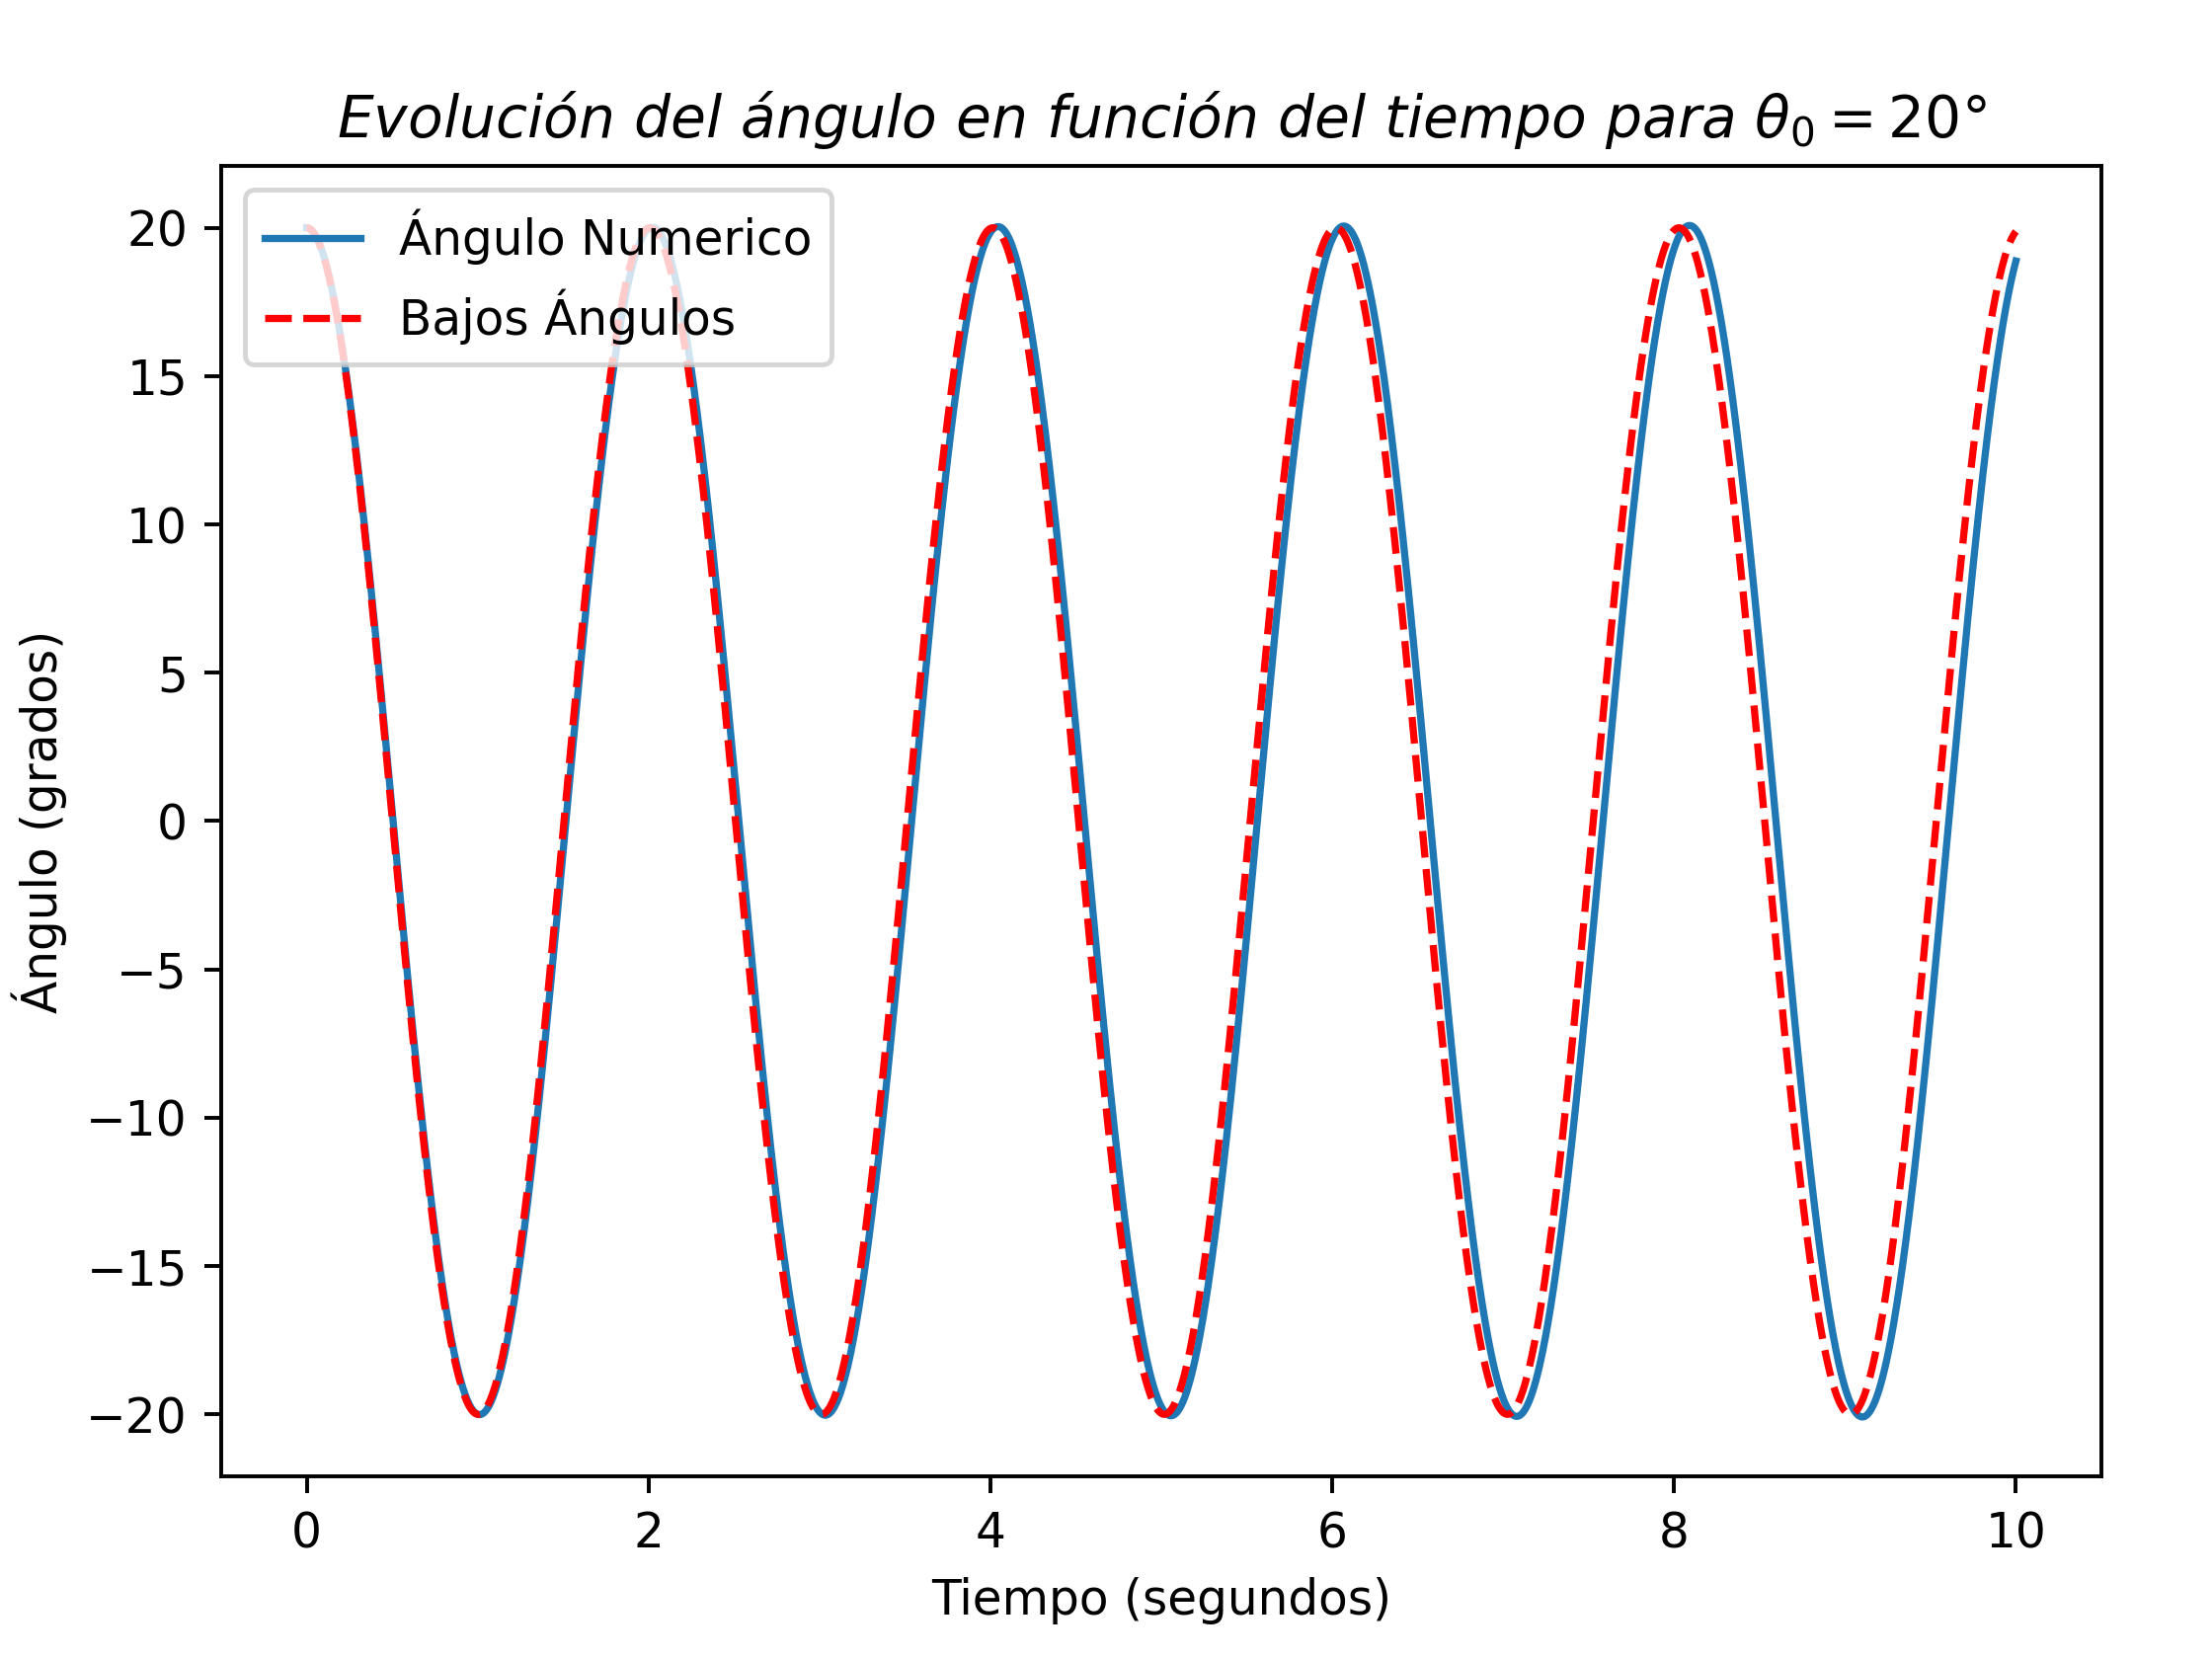 Evolución del ángulo en función del tiempo para θ₀ = 20°
Ángulo Numerico
Bajos Ángulos
Ángulo (grados)
20
15
10
5
0
−5
−10
−15
−20
0 2 4 6 8 10
Tiempo (segundos)